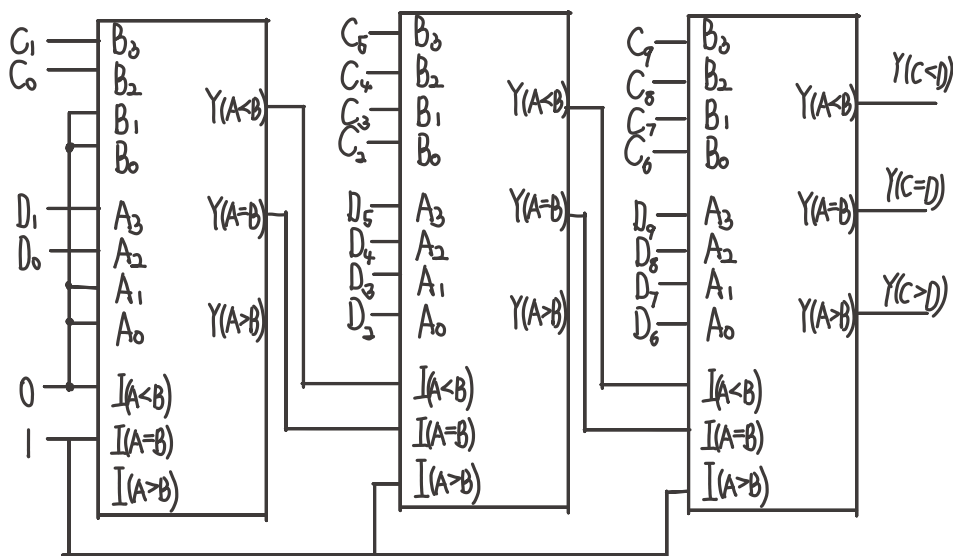 C1
C0
D1
D0
0
1
B3
B2
B1
B0
A3
A2
A1
A0
I(A<B)
I(A=B)
I(A>B)
Y(A<B)
Y(A=B)
Y(A>B)
C5
C4
C3
C2
D5
D4
D3
D2
B3
B2
B1
B0
A3
A2
A1
A0
I(A<B)
I(A=B)
I(A>B)
Y(A<B)
Y(A=B)
Y(A>B)
C9
C8
C7
C6
D9
D8
D7
D6
B3
B2
B1
B0
A3
A2
A1
A0
I(A<B)
I(A=B)
I(A>B)
Y(A<B)
Y(A=B)
Y(A>B)
Y(C<D)
Y(C=D)
Y(C>D)